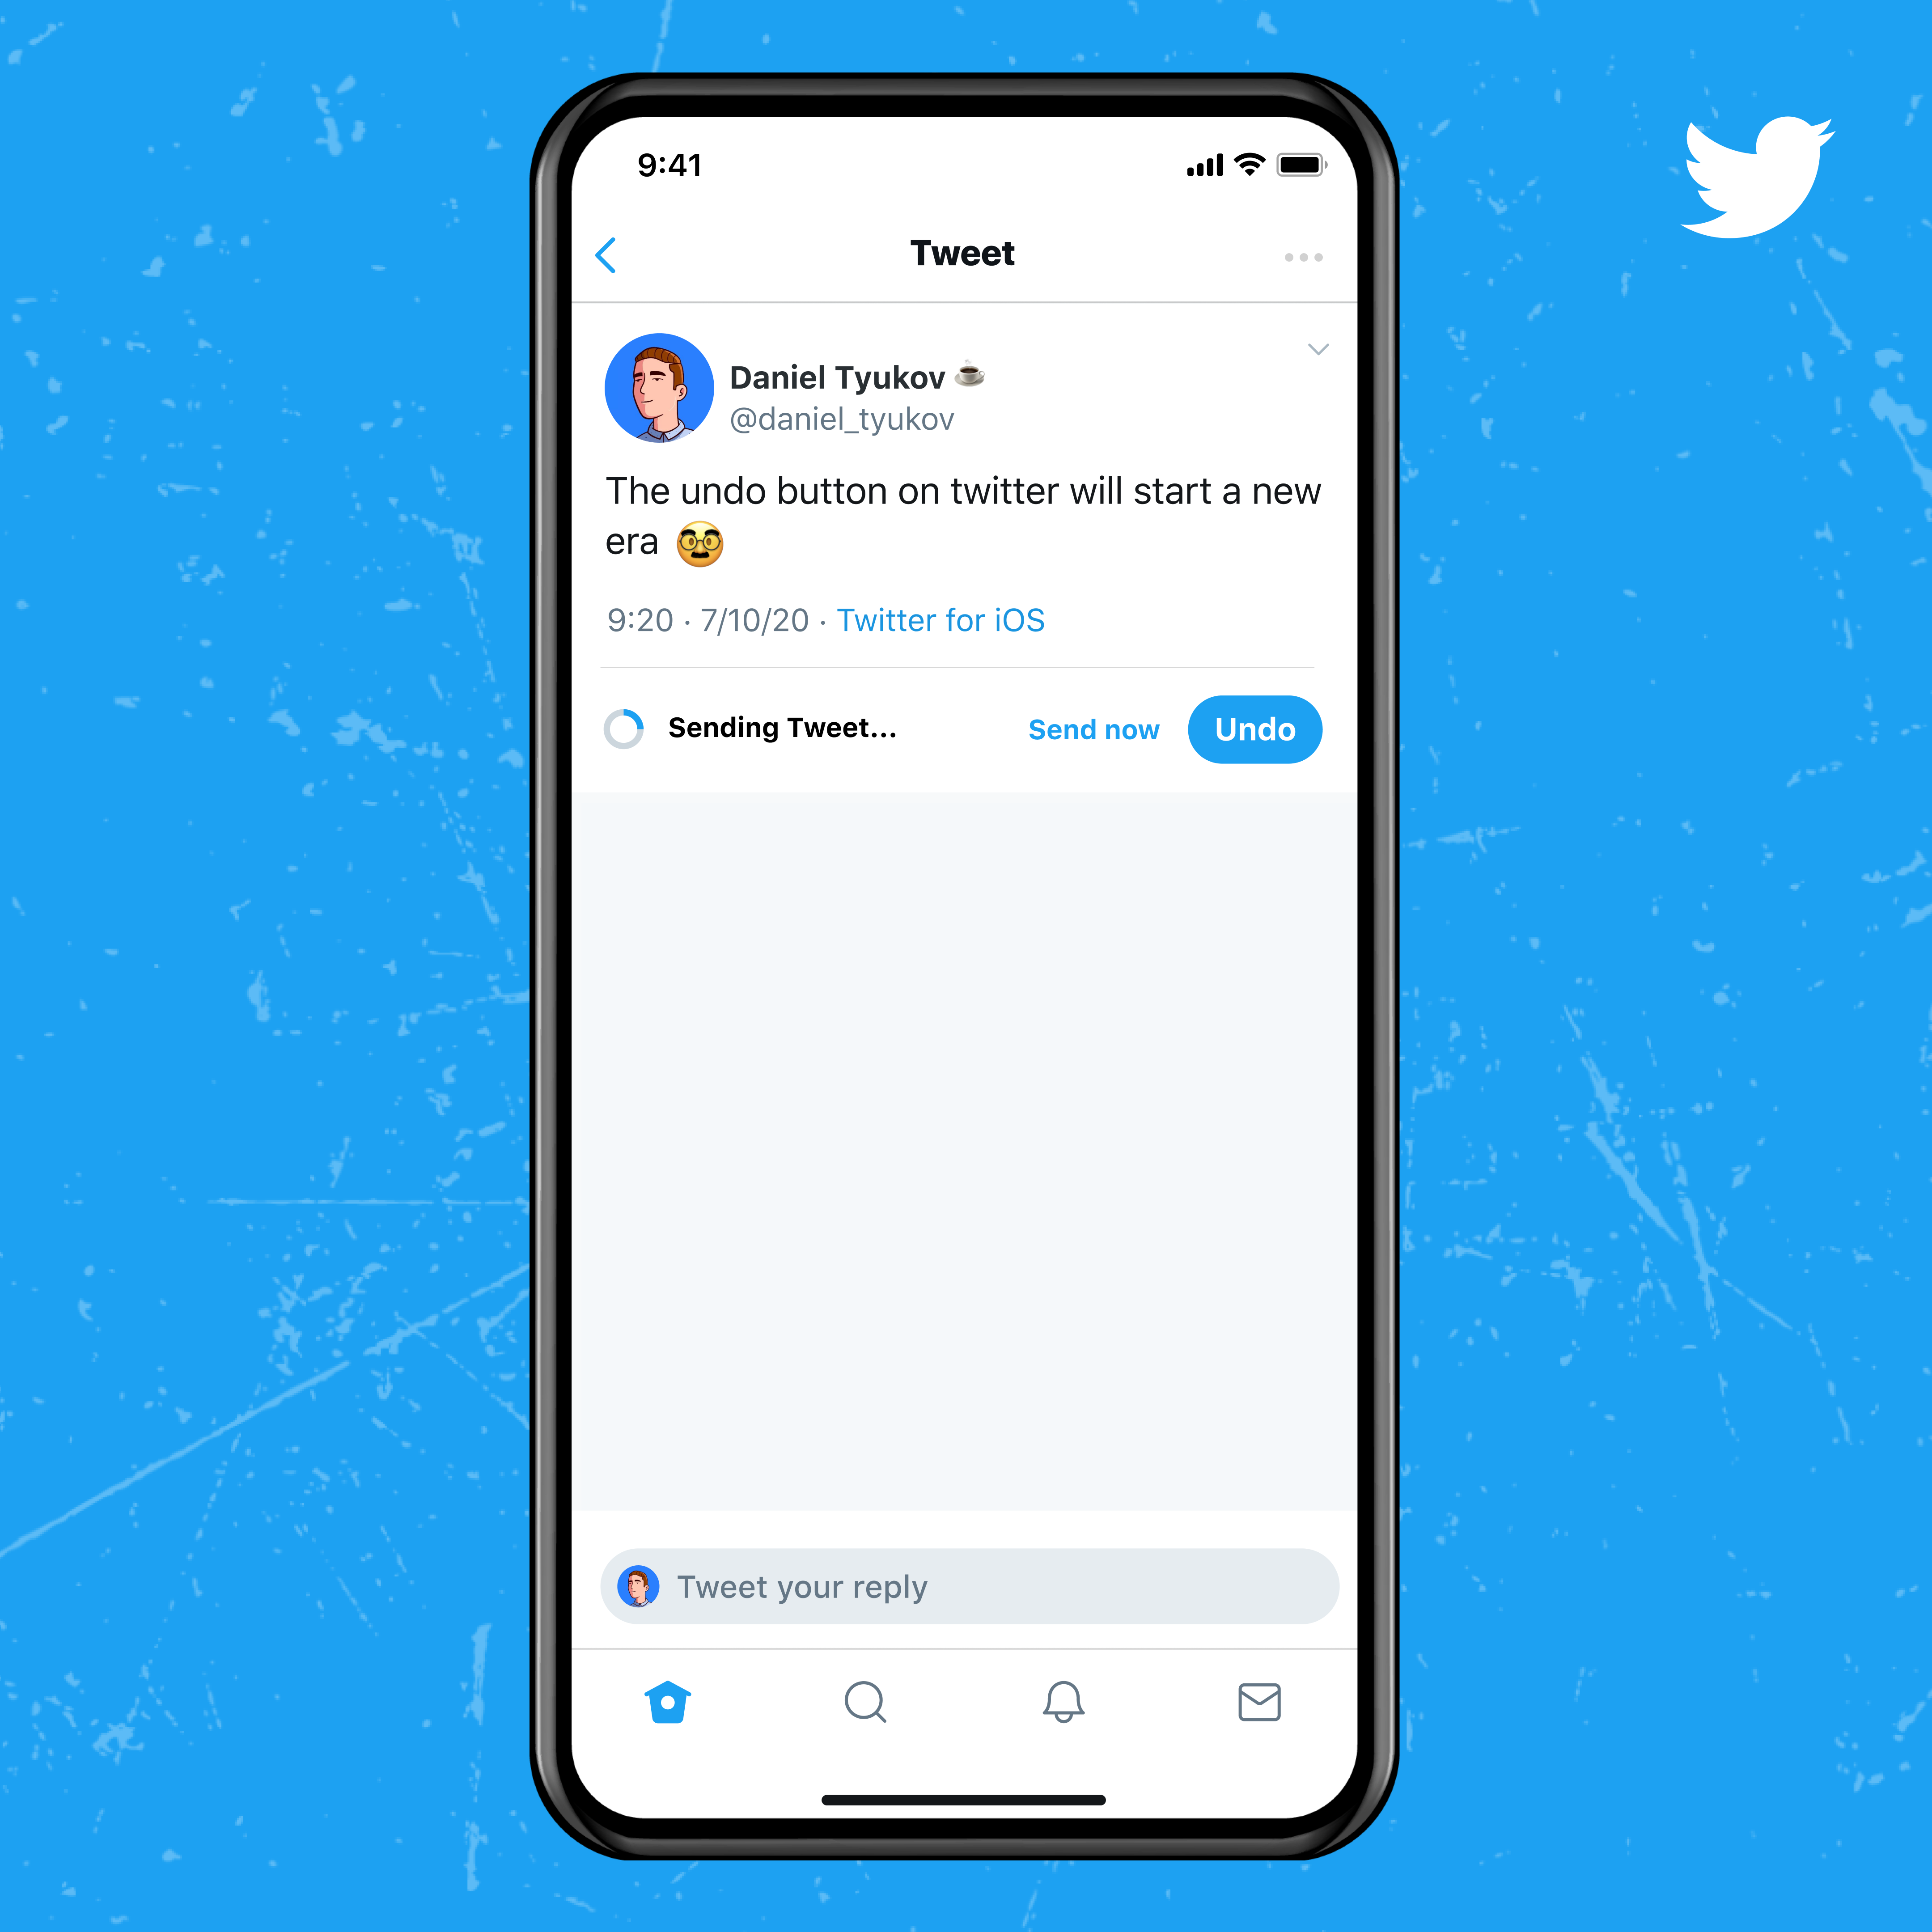 9:41
Tweet
Daniel Tyukov ☕
@daniel_tyukov
The undo button on twitter will start a new
era 🥸
9:20 · 7/10/20 · Twitter for iOS
Sending Tweet...
Send now
Undo
Tweet your reply